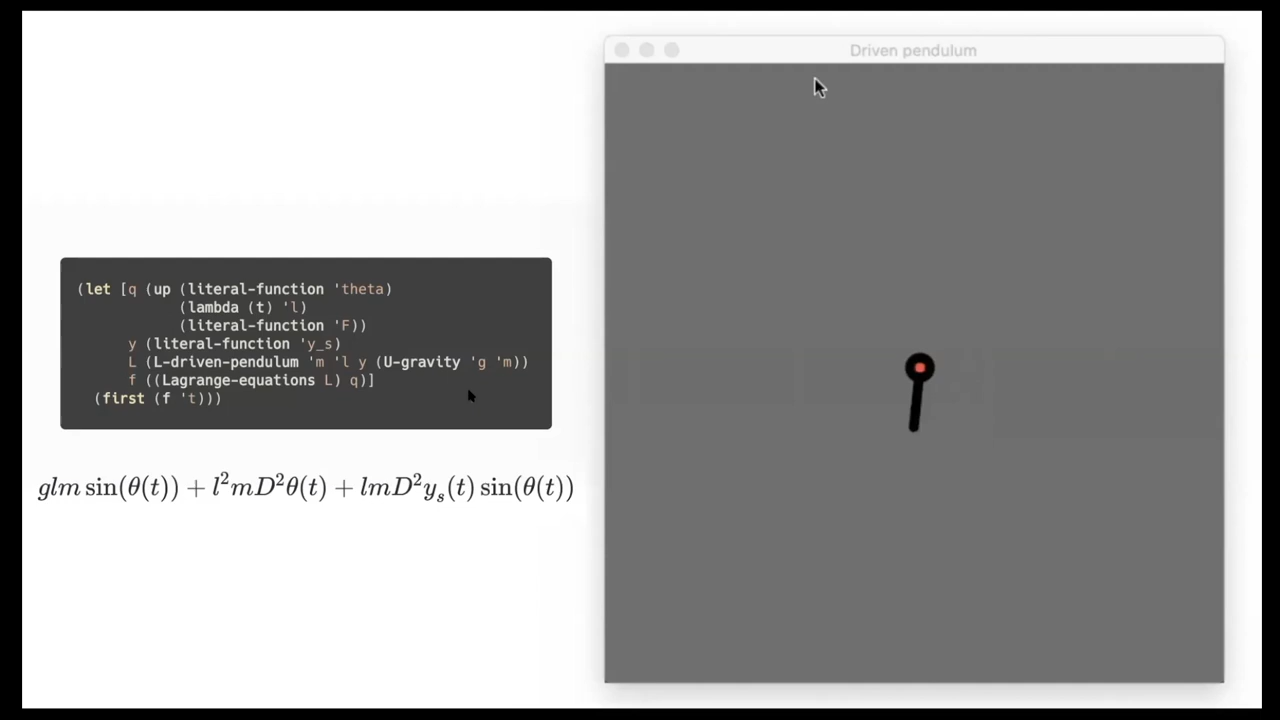 Driven pendulum
(let [q (up (literal-function 'theta)
(lambda (t) 'l)
(literal-function 'F))
y (literal-function 'y_s)
L (L-driven-pendulum 'm 'l y (U-gravity 'g 'm))
f ((Lagrange-equations L) q)]
(first (f 't)))
glm sin(θ(t)) + l²mD²θ(t) + lmD²yₛ(t) sin(θ(t))